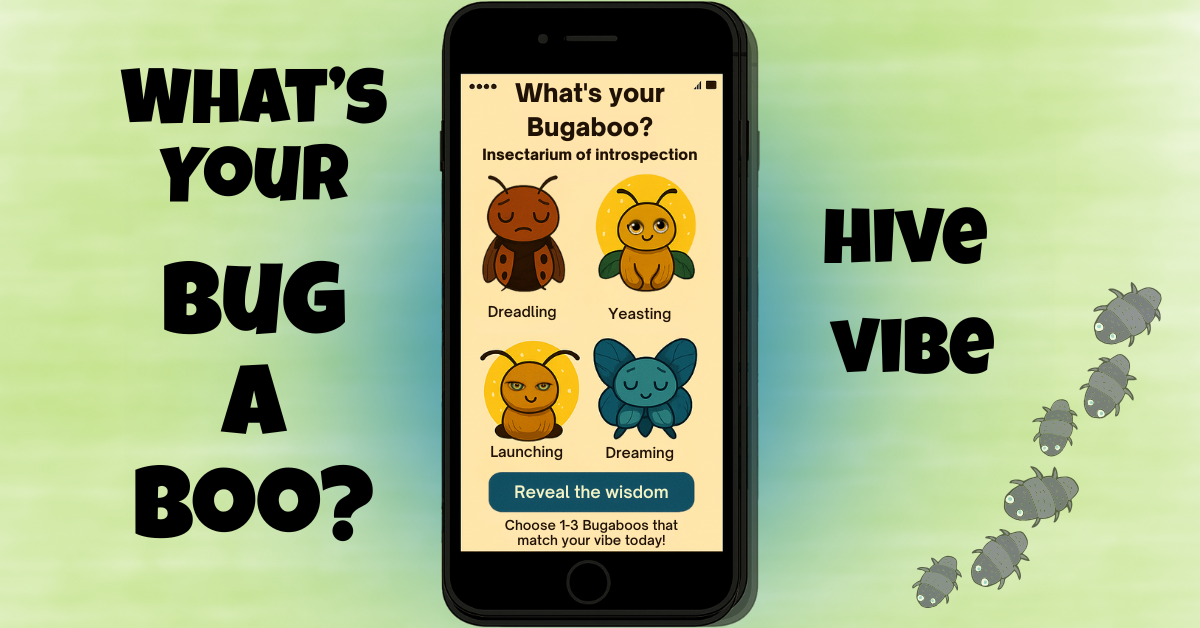 WHAT'S
YOUR
BUG
A
BOO?
What's your
Bugaboo?
Insectarium of introspection
Dreadling
Yeasting
Launching
Dreaming
Reveal the wisdom
Choose 1-3 Bugaboos that
match your vibe today!
HIVE
VIBE